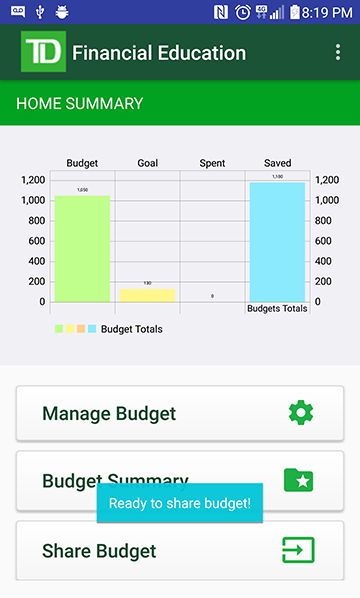 8:19 PM
TD Financial Education
HOME SUMMARY
Budget Goal Spent Saved
1,200 1,200
1,000 1,000
800 800
600 600
400 400
200 200
0 0
1,050
130
0
1,180
Budgets Totals
Budget Totals
Manage Budget
Budget Summary
Ready to share budget!
Share Budget